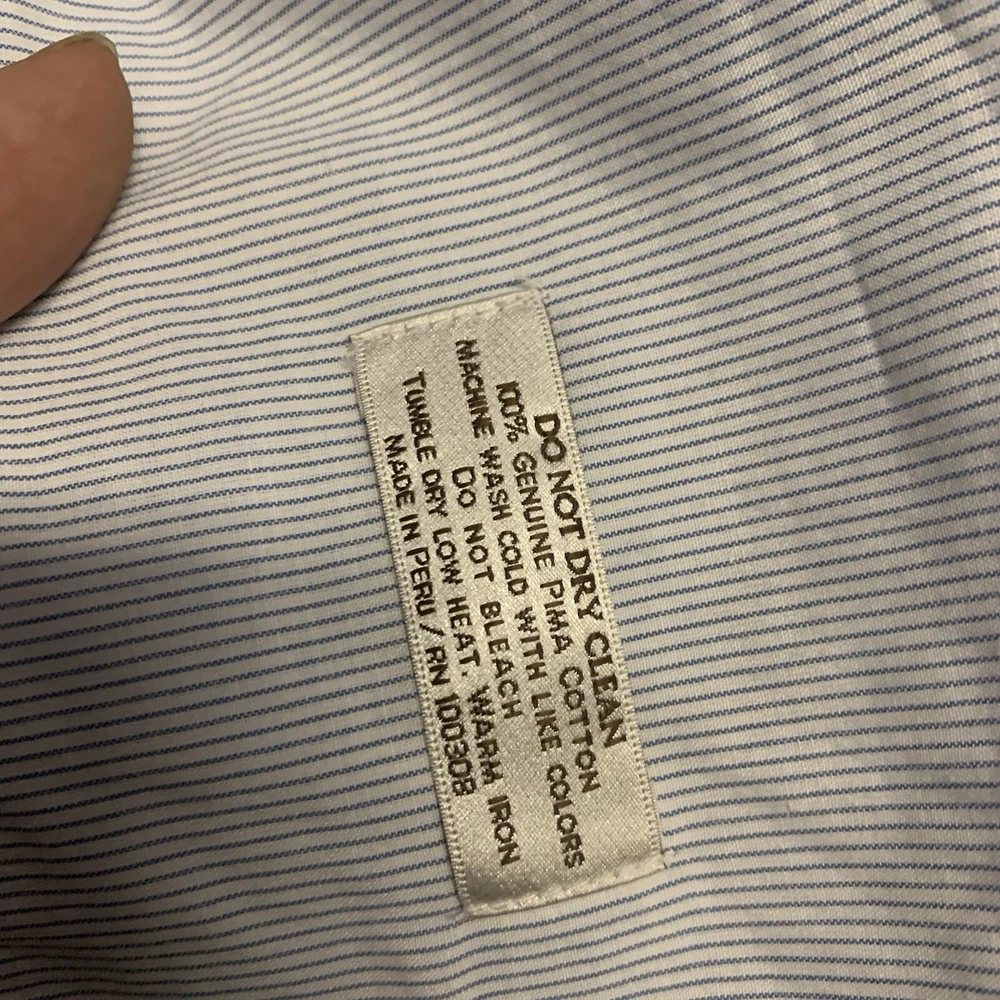 DO NOT DRY CLEAN
100% GENUINE PIMA COTTON
MACHINE WASH COLD WITH LIKE COLORS
DO NOT BLEACH
TUMBLE DRY LOW HEAT. WARM IRON
MADE IN PERU / RN 100308